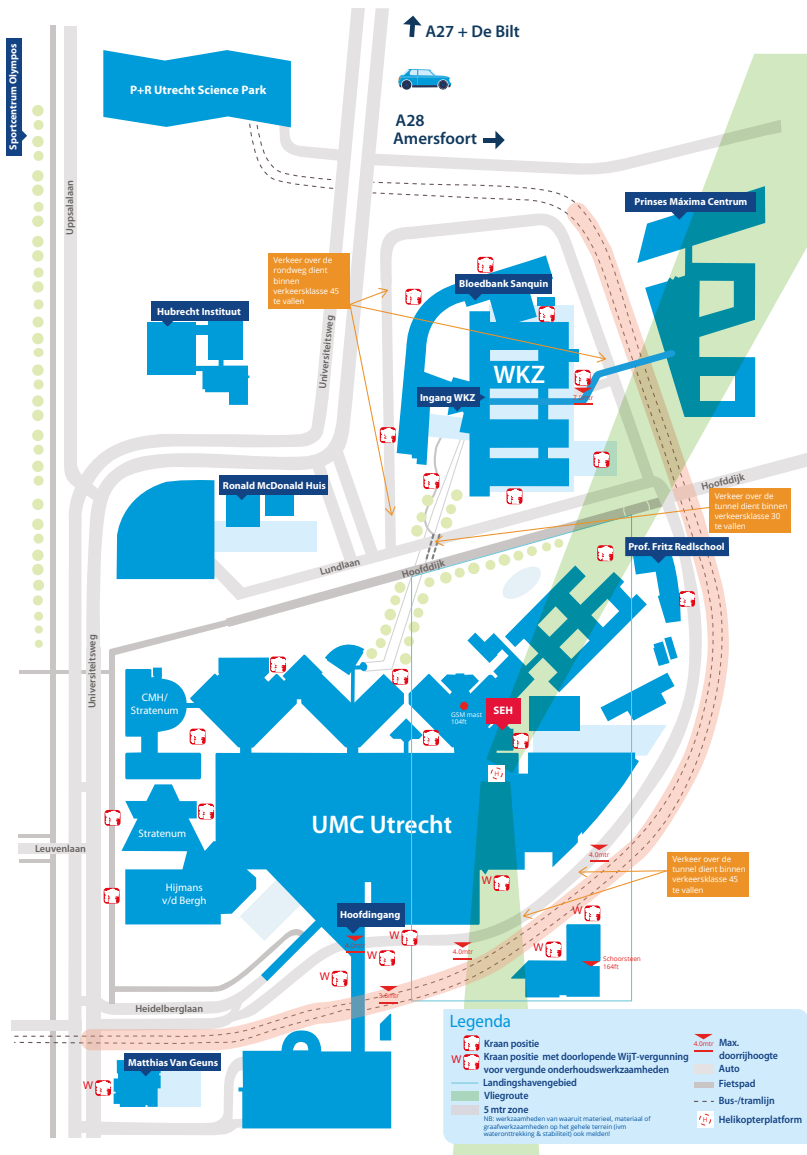 A27 + De Bilt
Sportcentrum Olympos
P+R Utrecht Science Park
A28
Amersfoort
Uppsalalaan
Prinses Máxima Centrum
Verkeer over de
rondweg dient
binnen
verkeersklasse 45
te vallen
Bloedbank Sanquin
Hubrecht Instituut
Universiteitsweg
WKZ
Ingang WKZ
Ronald McDonald Huis
Hoofddijk
Verkeer over de
tunnel dient binnen
verkeersklasse 30
te vallen
Lundlaan
Hoofddijk
Prof. Fritz Redlschool
Universiteitsweg
CMH/
Stratenum
GSM mast
104ft
SEH
H
UMC Utrecht
Stratenum
Leuvenlaan
4.0mtr
Verkeer over de
tunnel dient binnen
verkeersklasse 45
te vallen
Hijmans
v/d Bergh
W
Hoofdingang
W
W
W
4.0mtr
W
W
Schoorsteen
164ft
Heidelberglaan
Matthias Van Geuns
W
Legenda
Kraan positie
W
Kraan positie met doorlopende WijT-vergunning
voor vergunde onderhoudswerkzaamheden
Landingshavengebied
Vliegroute
5 mtr zone
NB: werkzaamheden van waaruit materieel, materiaal of
graafwerkzaamheden op het gehele terrein (ivm
wateronttrekking & stabiliteit) ook melden!
4.0mtr
Max.
doorrijhoogte
Auto
Fietspad
Bus-/tramlijn
H
Helikopterplatform